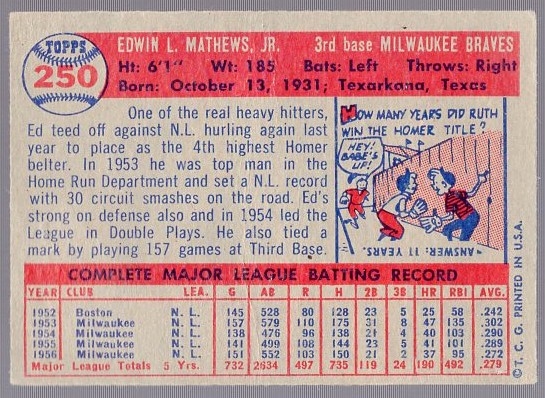 TOPPS
250
EDWIN L. MATHEWS, JR. 3rd base MILWAUKEE BRAVES
Ht: 6'1" Wt: 185 Bats: Left Throws: Right
Born: October 13, 1931; Texarkana, Texas
One of the real heavy hitters,
Ed teed off against N.L. hurling again last
year to place as the 4th highest Homer
belter. In 1953 he was top man in the
Home Run Department and set a N.L. record
with 30 circuit smashes on the road. Ed's
strong on defense also and in 1954 led the
League in Double Plays. He also tied a
mark by playing 157 games at Third Base.
HOW MANY YEARS DID RUTH
WIN THE HOMER TITLE?
HEY!
BABE'S
UP!
ANSWER: 11 YEARS.
COMPLETE MAJOR LEAGUE BATTING RECORD
YEAR CLUB LEA. G AB R H 2B 3B HR RBI AVG.
1952 Boston N. L. 145 528 80 128 23 5 25 58 .242
1953 Milwaukee N. L. 157 579 110 175 31 8 47 135 .302
1954 Milwaukee N. L. 138 476 96 138 21 4 40 103 .290
1955 Milwaukee N. L. 141 499 108 144 23 5 41 101 .289
1956 Milwaukee N. L. 151 552 103 150 21 2 37 95 .272
Major League Totals 5 Yrs. 732 2634 497 735 119 24 190 492 .279
© T. C. G. PRINTED IN U.S.A.